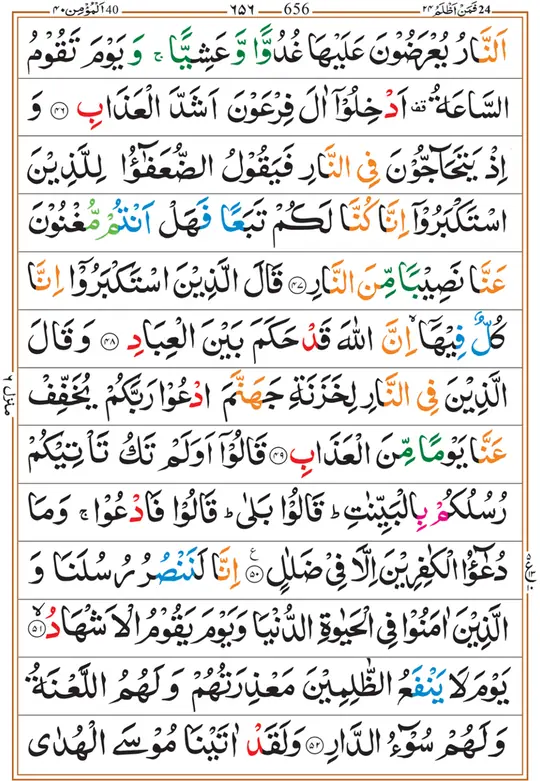 فَمَنْ اَظْلَمُ ٢٤ 24 656 ٦٥٦ 40 اَلْمُؤْمِن ٤٠
اَلنَّارُ يُعْرَضُوْنَ عَلَيْهَا غُدُوًّا وَّعَشِيًّا ۚ وَيَوْمَ تَقُوْمُ
السَّاعَةُ ۫ اَدْخِلُوْۤا اٰلَ فِرْعَوْنَ اَشَدَّ الْعَذَابِ ﴿٤٦﴾ وَ
اِذْ يَتَحَآجُّوْنَ فِي النَّارِ فَيَقُوْلُ الضُّعَفٰٓؤُا لِلَّذِيْنَ
اسْتَكْبَرُوْۤا اِنَّا كُنَّا لَكُمْ تَبَعًا فَهَلْ اَنْتُمْ مُّغْنُوْنَ
عَنَّا نَصِيْبًا مِّنَ النَّارِ ﴿٤٧﴾ قَالَ الَّذِيْنَ اسْتَكْبَرُوْۤا اِنَّا
كُلٌّ فِيْهَاۤ ۙ اِنَّ اللّٰهَ قَدْ حَكَمَ بَيْنَ الْعِبَادِ ﴿٤٨﴾ وَقَالَ
الَّذِيْنَ فِي النَّارِ لِخَزَنَةِ جَهَنَّمَ ادْعُوْا رَبَّكُمْ يُخَفِّفْ
عَنَّا يَوْمًا مِّنَ الْعَذَابِ ﴿٤٩﴾ قَالُوْۤا اَوَلَمْ تَكُ تَاْتِيْكُمْ
رُسُلُكُمْ بِالْبَيِّنٰتِ ؕ قَالُوْا بَلٰى ؕ قَالُوْا فَادْعُوْا ۚ وَمَا
دُعٰٓؤُا الْكٰفِرِيْنَ اِلَّا فِيْ ضَلٰلٍ ﴿٥٠﴾ ع اِنَّا لَنَنْصُرُ رُسُلَنَا وَ
الَّذِيْنَ اٰمَنُوْا فِي الْحَيٰوةِ الدُّنْيَا وَيَوْمَ يَقُوْمُ الْاَشْهَادُ ﴿٥١﴾ ۙ
يَوْمَ لَا يَنْفَعُ الظّٰلِمِيْنَ مَعْذِرَتُهُمْ وَلَهُمُ اللَّعْنَةُ
وَلَهُمْ سُوْٓءُ الدَّارِ ﴿٥٢﴾ وَلَقَدْ اٰتَيْنَا مُوْسَى الْهُدٰى
منزل ٦